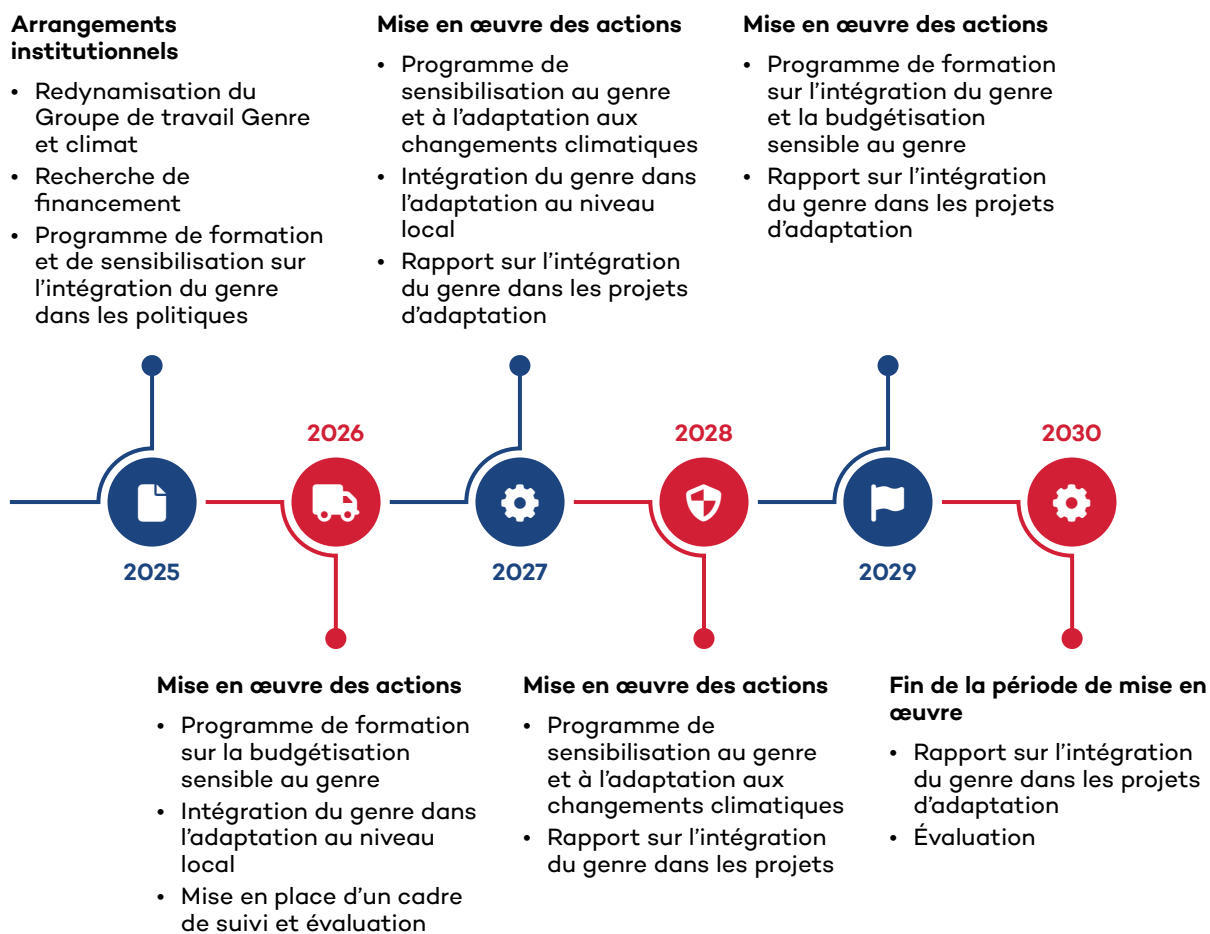 Arrangements
institutionnels
• Redynamisation du
Groupe de travail Genre
et climat
• Recherche de
financement
• Programme de formation
et de sensibilisation sur
l’intégration du genre
dans les politiques
Mise en œuvre des actions
• Programme de
sensibilisation au genre
et à l’adaptation aux
changements climatiques
• Intégration du genre dans
l’adaptation au niveau
local
• Rapport sur l’intégration
du genre dans les projets
d’adaptation
Mise en œuvre des actions
• Programme de formation
sur l’intégration du genre
et la budgétisation
sensible au genre
• Rapport sur l’intégration
du genre dans les projets
d’adaptation
2025
2026
2027
2028
2029
2030
Mise en œuvre des actions
• Programme de formation
sur la budgétisation
sensible au genre
• Intégration du genre dans
l’adaptation au niveau
local
• Mise en place d’un cadre
de suivi et évaluation
Mise en œuvre des actions
• Programme de
sensibilisation au genre
et à l’adaptation aux
changements climatiques
• Rapport sur l’intégration
du genre dans les projets
Fin de la période de mise en
œuvre
• Rapport sur l’intégration
du genre dans les projets
d’adaptation
• Évaluation